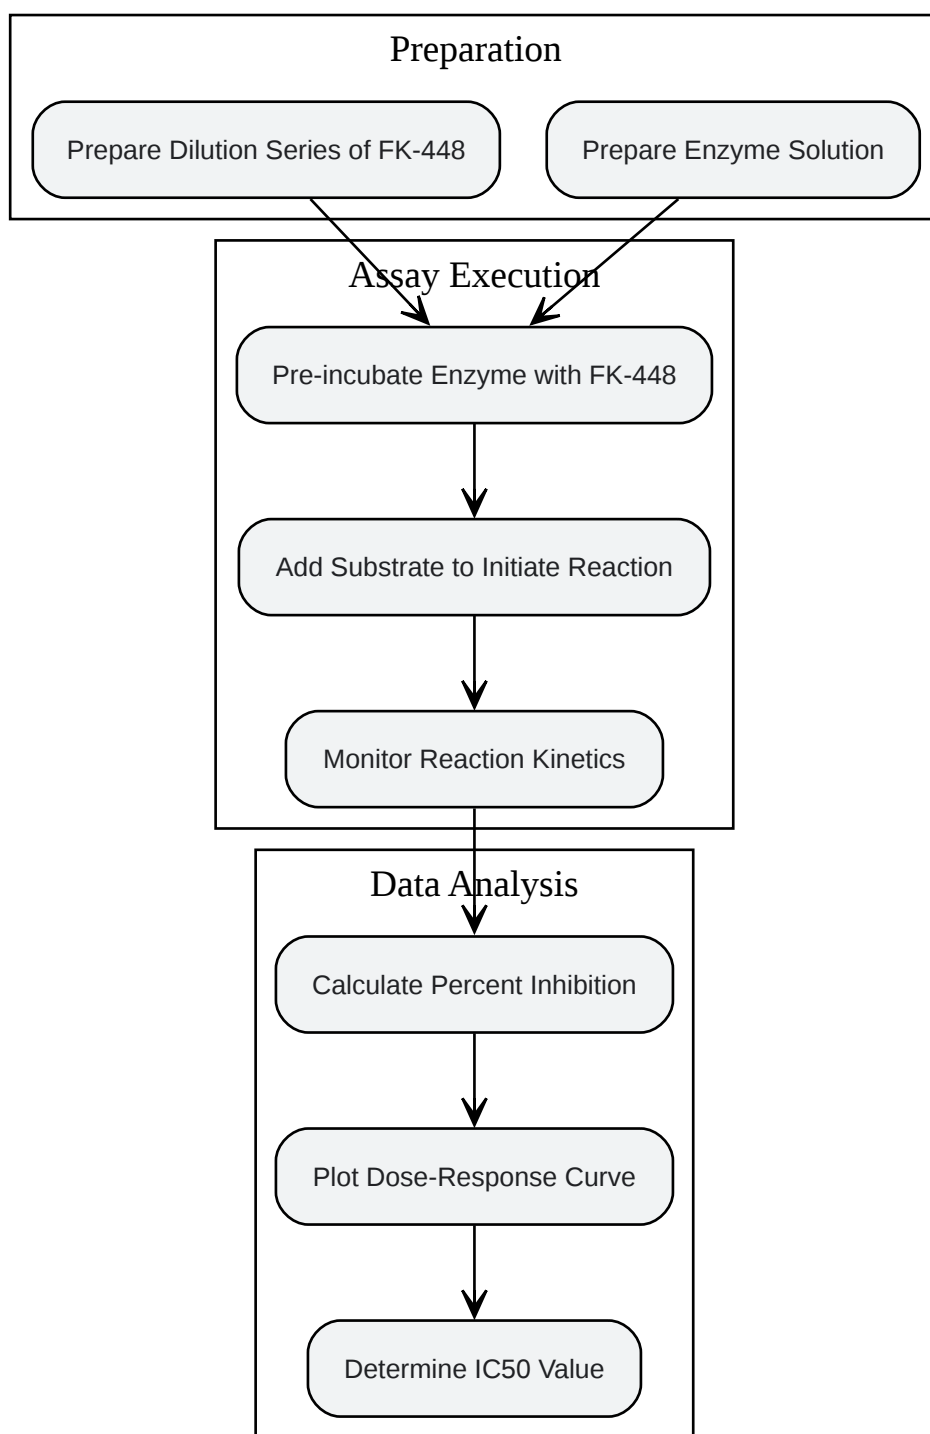 Preparation
Prepare Dilution Series of FK-448
Prepare Enzyme Solution
Assay Execution
Pre-incubate Enzyme with FK-448
Add Substrate to Initiate Reaction
Monitor Reaction Kinetics
Data Analysis
Calculate Percent Inhibition
Plot Dose-Response Curve
Determine IC50 Value